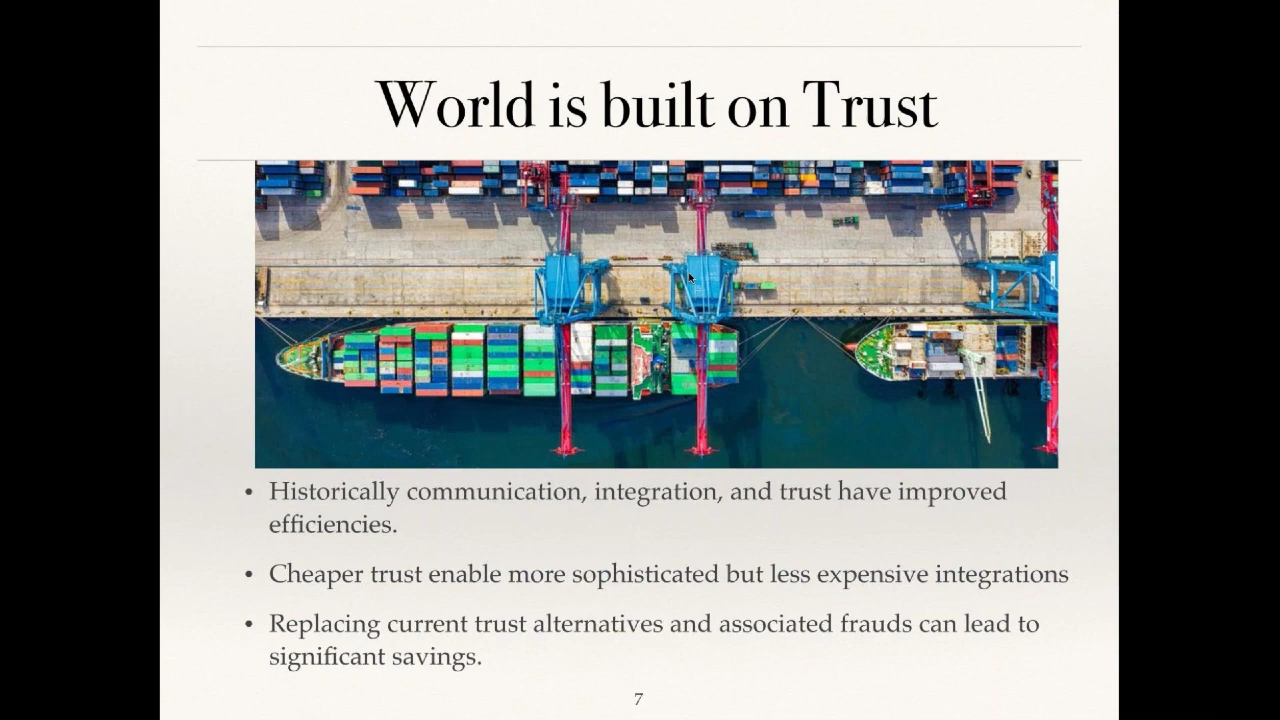 World is built on Trust
• Historically communication, integration, and trust have improved
efficiencies.
• Cheaper trust enable more sophisticated but less expensive integrations
• Replacing current trust alternatives and associated frauds can lead to
significant savings.
7